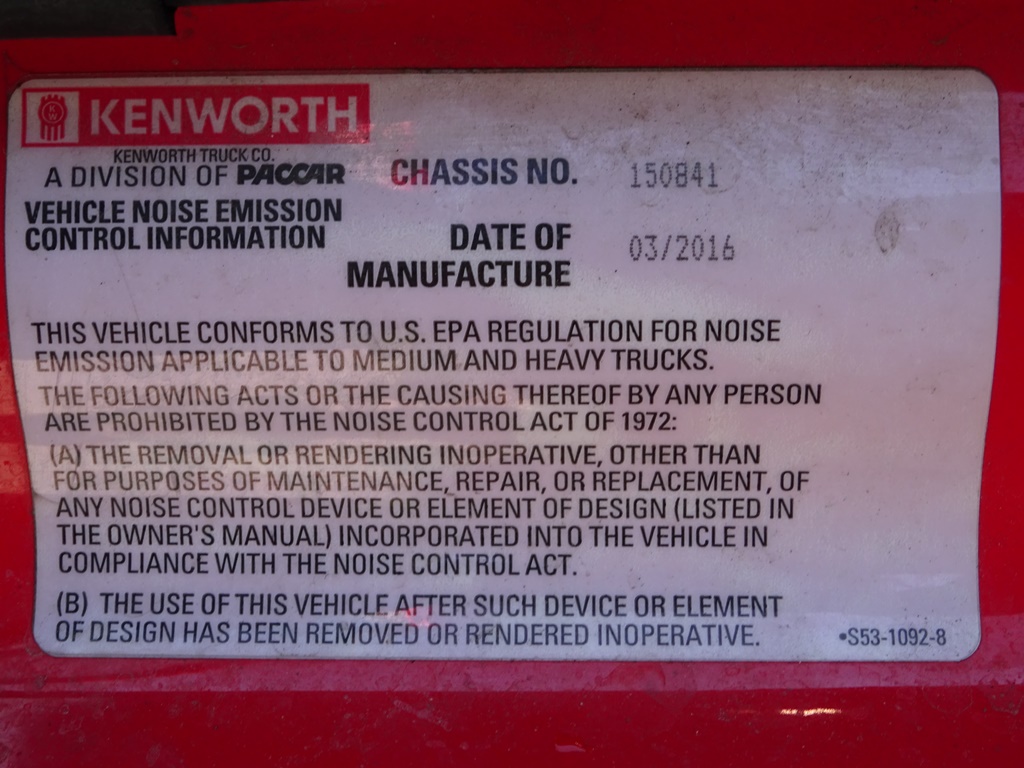 KW
KENWORTH
KENWORTH TRUCK CO.
A DIVISION OF PACCAR
CHASSIS NO. 150841
VEHICLE NOISE EMISSION
CONTROL INFORMATION
DATE OF
MANUFACTURE
03/2016
THIS VEHICLE CONFORMS TO U.S. EPA REGULATION FOR NOISE
EMISSION APPLICABLE TO MEDIUM AND HEAVY TRUCKS.
THE FOLLOWING ACTS OR THE CAUSING THEREOF BY ANY PERSON
ARE PROHIBITED BY THE NOISE CONTROL ACT OF 1972:
(A) THE REMOVAL OR RENDERING INOPERATIVE, OTHER THAN
FOR PURPOSES OF MAINTENANCE, REPAIR, OR REPLACEMENT, OF
ANY NOISE CONTROL DEVICE OR ELEMENT OF DESIGN (LISTED IN
THE OWNER'S MANUAL) INCORPORATED INTO THE VEHICLE IN
COMPLIANCE WITH THE NOISE CONTROL ACT.
(B) THE USE OF THIS VEHICLE AFTER SUCH DEVICE OR ELEMENT
OF DESIGN HAS BEEN REMOVED OR RENDERED INOPERATIVE.
•S53-1092-8